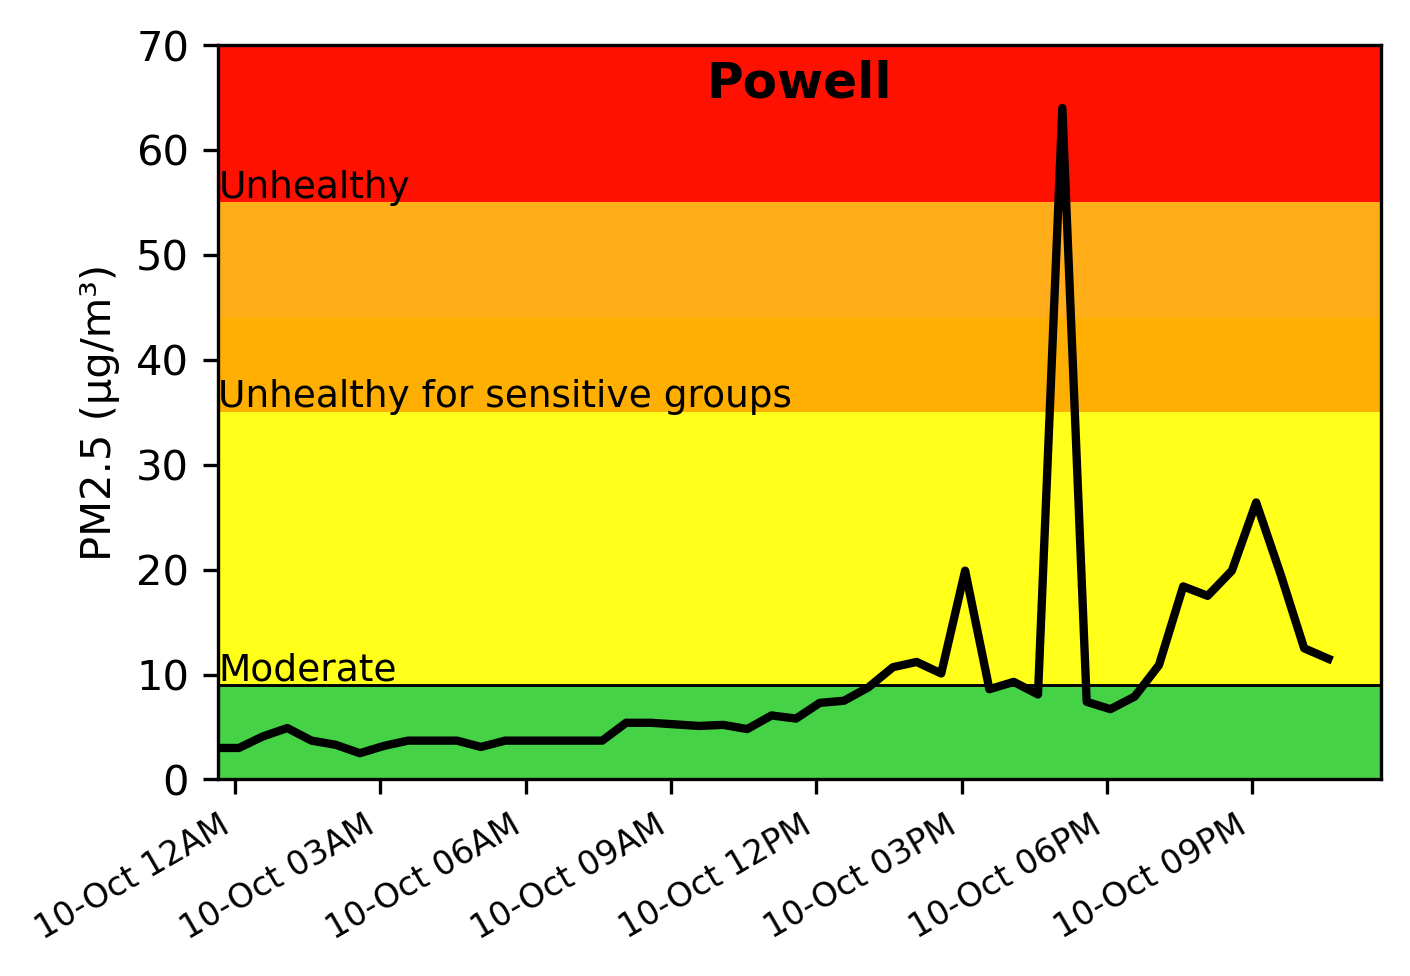 Powell
70
60
50
40
30
20
10
0
PM2.5 (µg/m³)
Unhealthy
Unhealthy for sensitive groups
Moderate
10-Oct 12AM
10-Oct 03AM
10-Oct 06AM
10-Oct 09AM
10-Oct 12PM
10-Oct 03PM
10-Oct 06PM
10-Oct 09PM